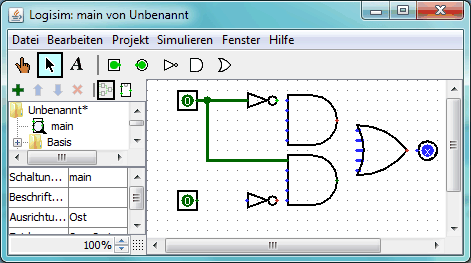 Logisim: main von Unbenannt
Datei Bearbeiten Projekt Simulieren Fenster Hilfe
A
Unbenannt*
main
Basis
Schaltun... main
Beschrif...
Ausrichtu... Ost
100%
0
0
x